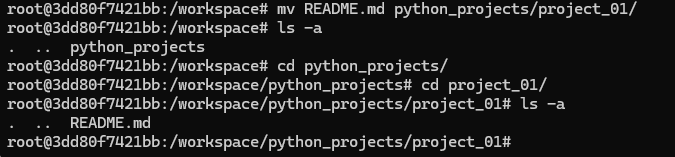 root@3dd80f7421bb:/workspace# mv README.md python_projects/project_01/
root@3dd80f7421bb:/workspace# ls -a
.  ..  python_projects
root@3dd80f7421bb:/workspace# cd python_projects/
root@3dd80f7421bb:/workspace/python_projects# cd project_01/
root@3dd80f7421bb:/workspace/python_projects/project_01# ls -a
.  ..  README.md
root@3dd80f7421bb:/workspace/python_projects/project_01#